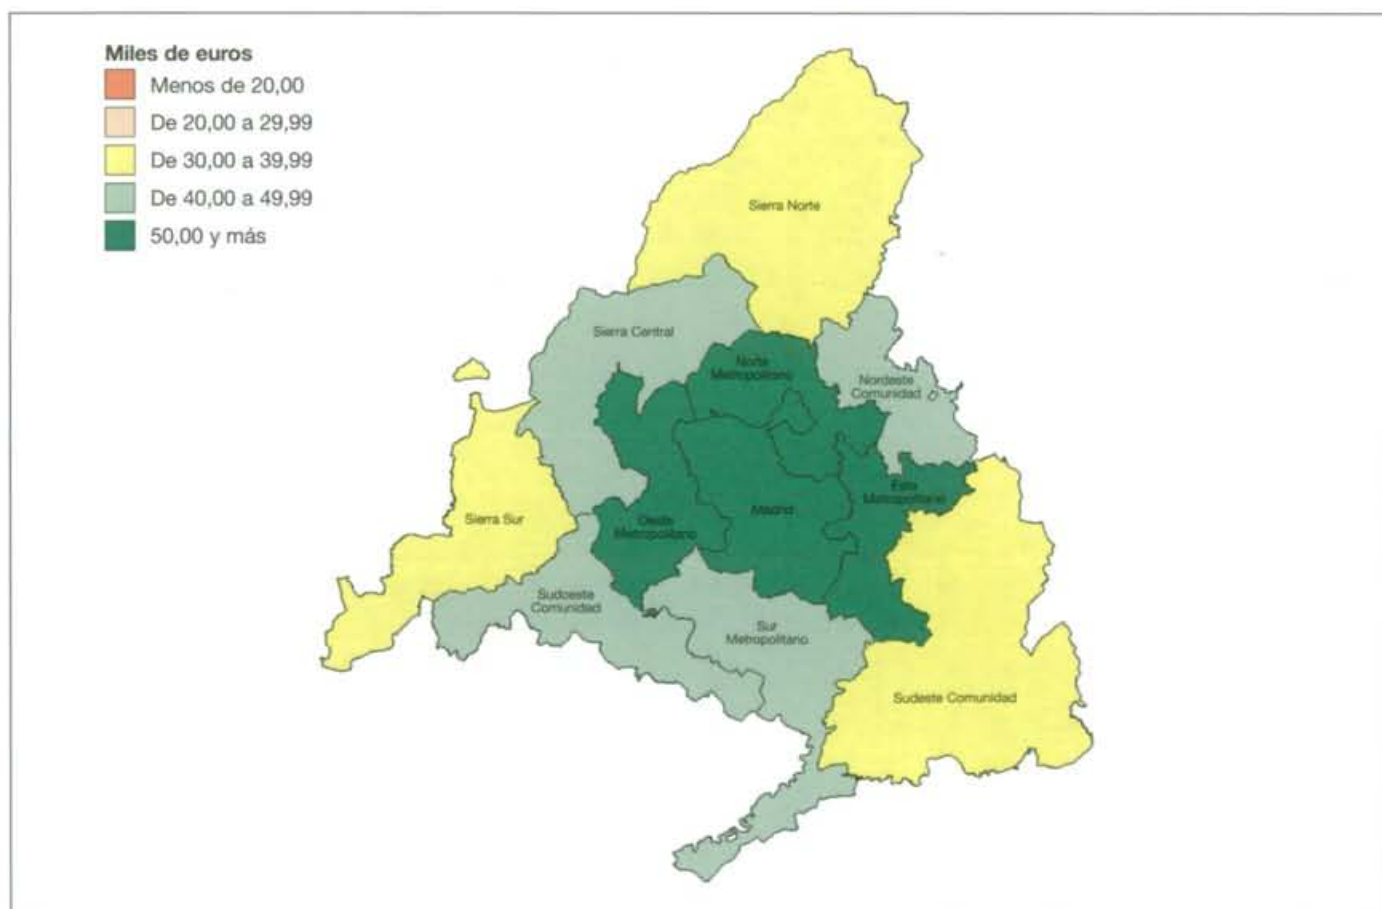 Miles de euros
Menos de 20,00
De 20,00 a 29,99
De 30,00 a 39,99
De 40,00 a 49,99
50,00 y más
Sierra Norte
Sierra Central
Norte
Metropolitano
Nordeste
Comunidad
Este
Metropolitano
Sierra Sur
Oeste
Metropolitano
Madrid
Sudoeste
Comunidad
Sur
Metropolitano
Sudeste Comunidad